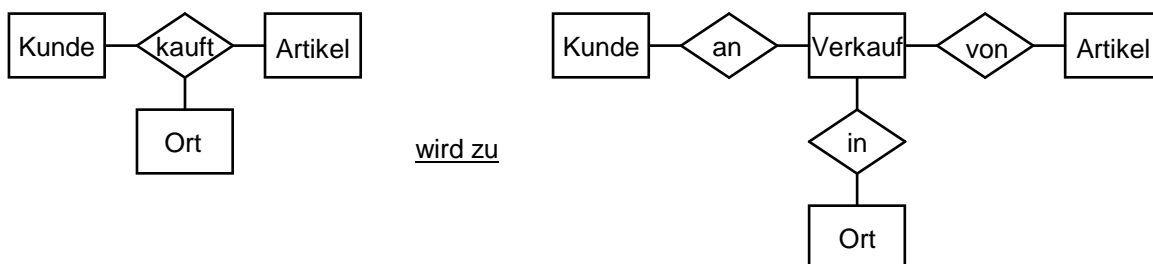 Kunde kauft Artikel
Ort
wird zu
Kunde an Verkauf von Artikel
in
Ort